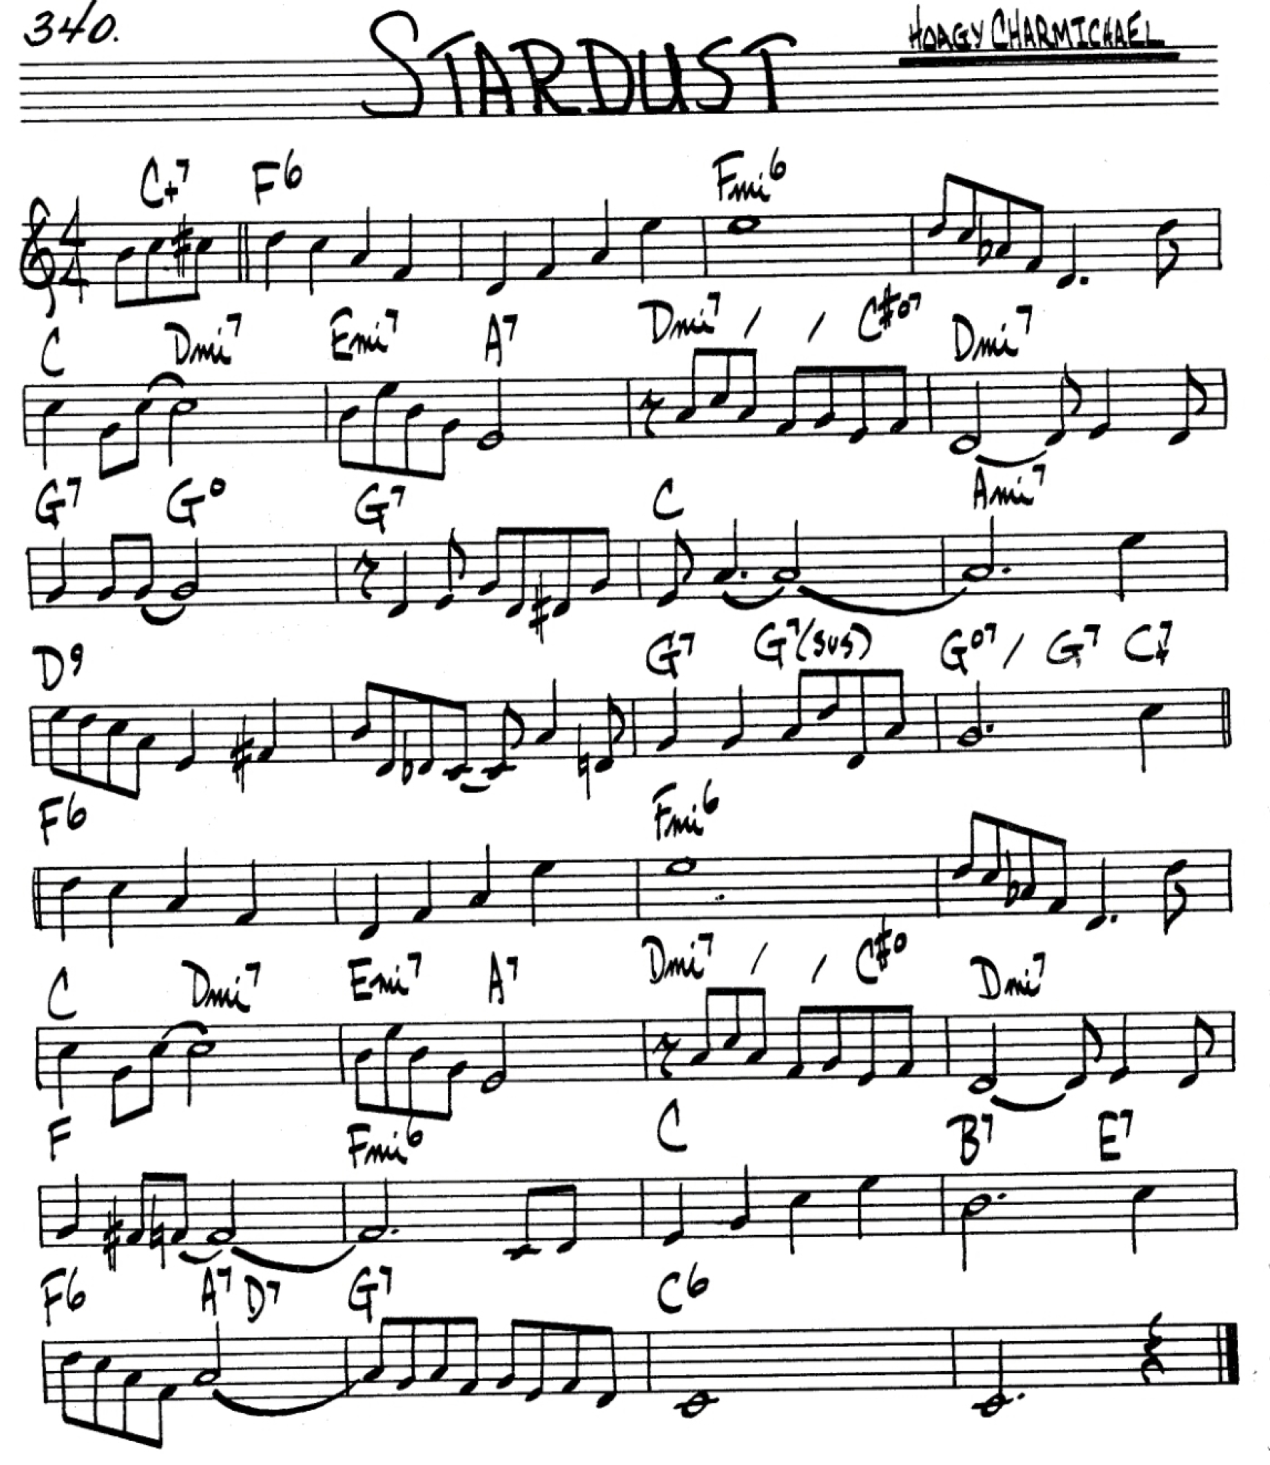 340.
STARDUST
HOAGY CHARMICHAEL
C+7 F6 Fmi6
4
4
C Dmi7 Emi7 A7 Dmi7 / / C#o7 Dmi7
G7 Go G7 C Ami7
D9 G7 G7(sus) Go7 / G7 C+7
F6 Fmi6
C Dmi7 Emi7 A7 Dmi7 / / C#o Dmi7
F Fmi6 C B7 E7
F6 A7 D7 G7 C6